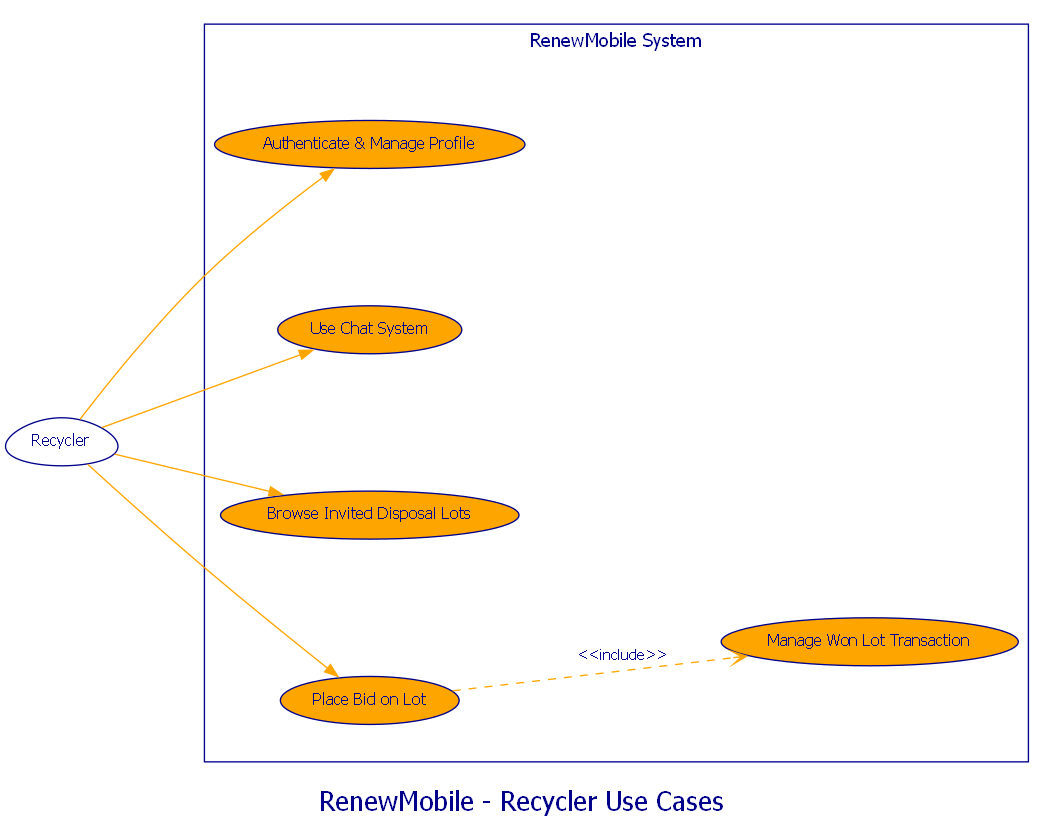 RenewMobile System
Authenticate & Manage Profile
Use Chat System
Recycler
Browse Invited Disposal Lots
Manage Won Lot Transaction
<<include>>
Place Bid on Lot
RenewMobile - Recycler Use Cases